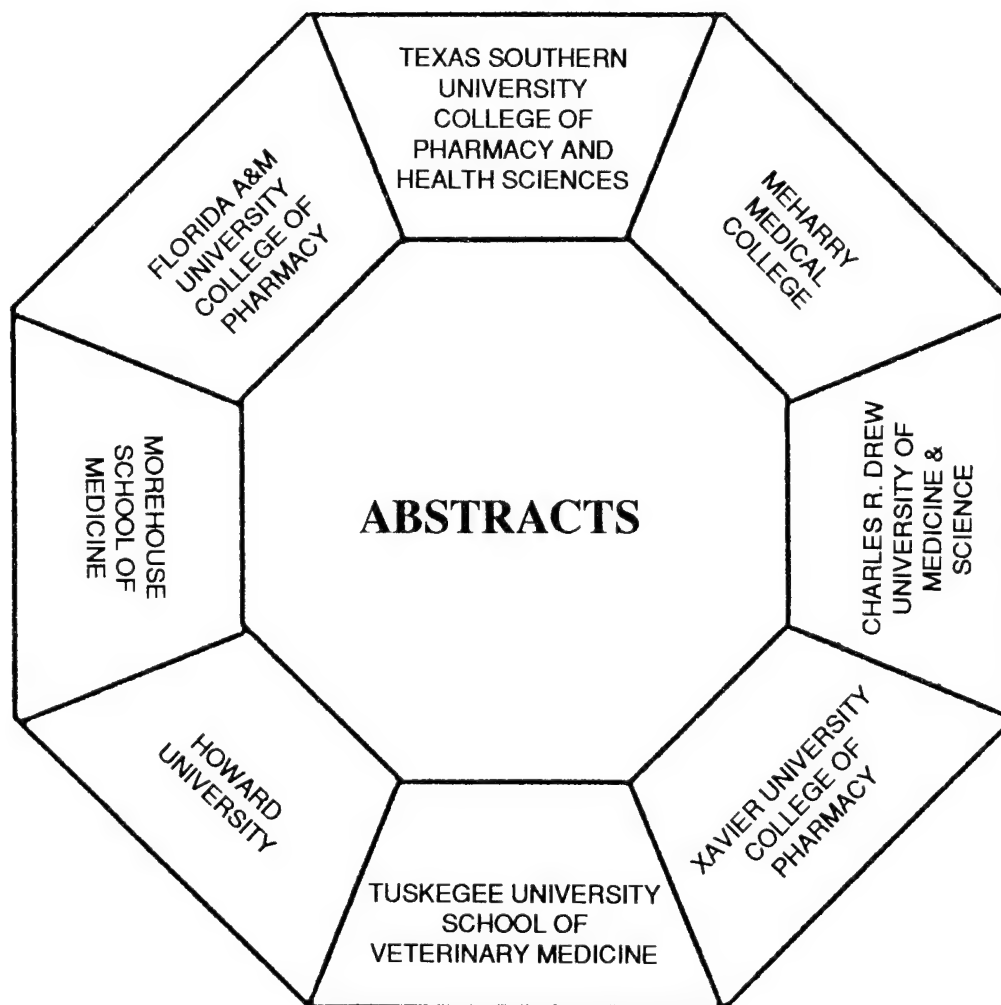 TEXAS SOUTHERN
UNIVERSITY
COLLEGE OF
PHARMACY AND
HEALTH SCIENCES
MEHARRY
MEDICAL
COLLEGE
CHARLES R. DREW
UNIVERSITY OF
MEDICINE &
SCIENCE
XAVIER UNIVERSITY
COLLEGE OF
PHARMACY
TUSKEGEE UNIVERSITY
SCHOOL OF
VETERINARY MEDICINE
HOWARD
UNIVERSITY
MOREHOUSE
SCHOOL OF
MEDICINE
FLORIDA A&M
UNIVERSITY
COLLEGE OF
PHARMACY
ABSTRACTS